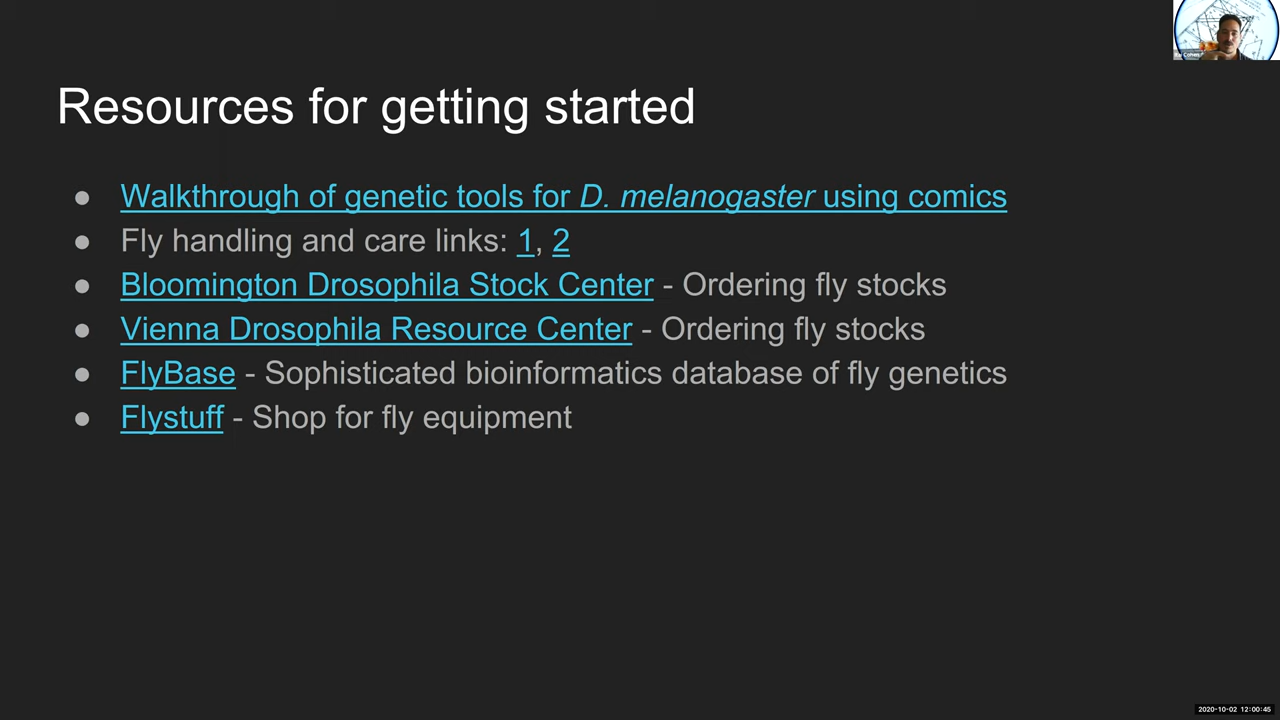 Resources for getting started
● Walkthrough of genetic tools for D. melanogaster using comics
● Fly handling and care links: 1, 2
● Bloomington Drosophila Stock Center - Ordering fly stocks
● Vienna Drosophila Resource Center - Ordering fly stocks
● FlyBase - Sophisticated bioinformatics database of fly genetics
● Flystuff - Shop for fly equipment
Cohen
2020-10-02 12:00:45